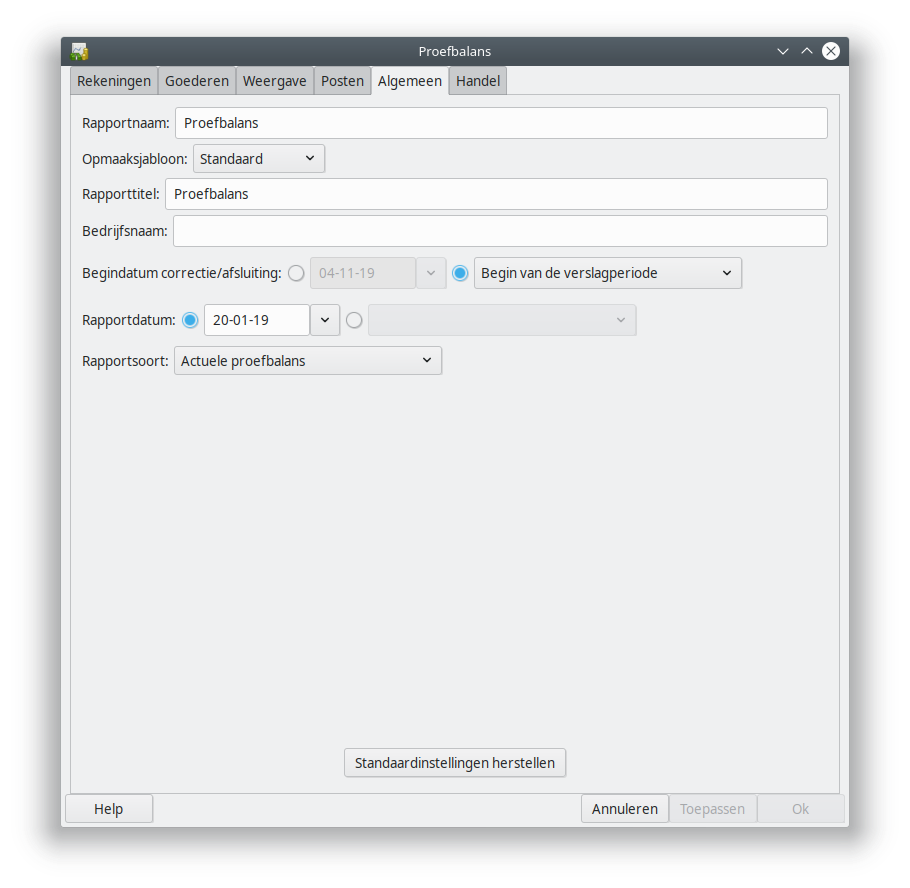 Proefbalans
Rekeningen Goederen Weergave Posten Algemeen Handel
Rapportnaam: Proefbalans
Opmaaksjabloon: Standaard
Rapporttitel: Proefbalans
Bedrijfsnaam:
Begindatum correctie/afsluiting: 04-11-19 Begin van de verslagperiode
Rapportdatum: 20-01-19
Rapportsoort: Actuele proefbalans
Standaardinstellingen herstellen
Help Annuleren Toepassen Ok